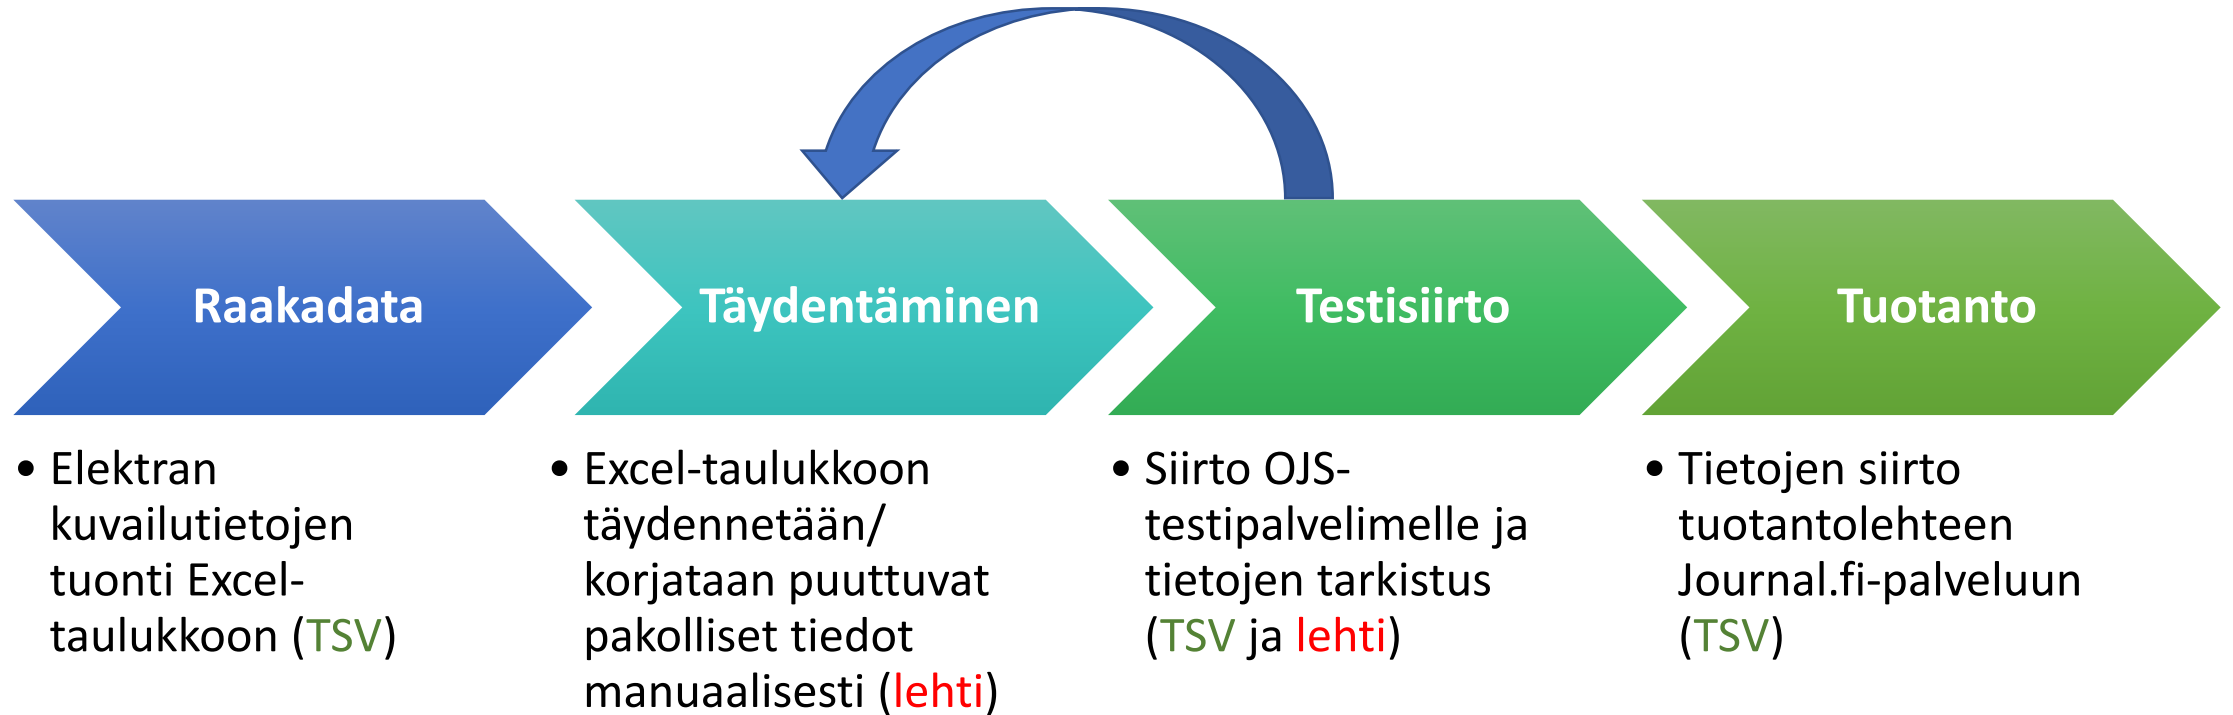 Raakadata
Täydentäminen
Testisiirto
Tuotanto
• Elektran
kuvailutietojen
tuonti Excel-
taulukkoon (TSV)
• Excel-taulukkoon
täydennetään/
korjataan puuttuvat
pakolliset tiedot
manuaalisesti (lehti)
• Siirto OJS-
testipalvelimelle ja
tietojen tarkistus
(TSV ja lehti)
• Tietojen siirto
tuotantolehteen
Journal.fi-palveluun
(TSV)